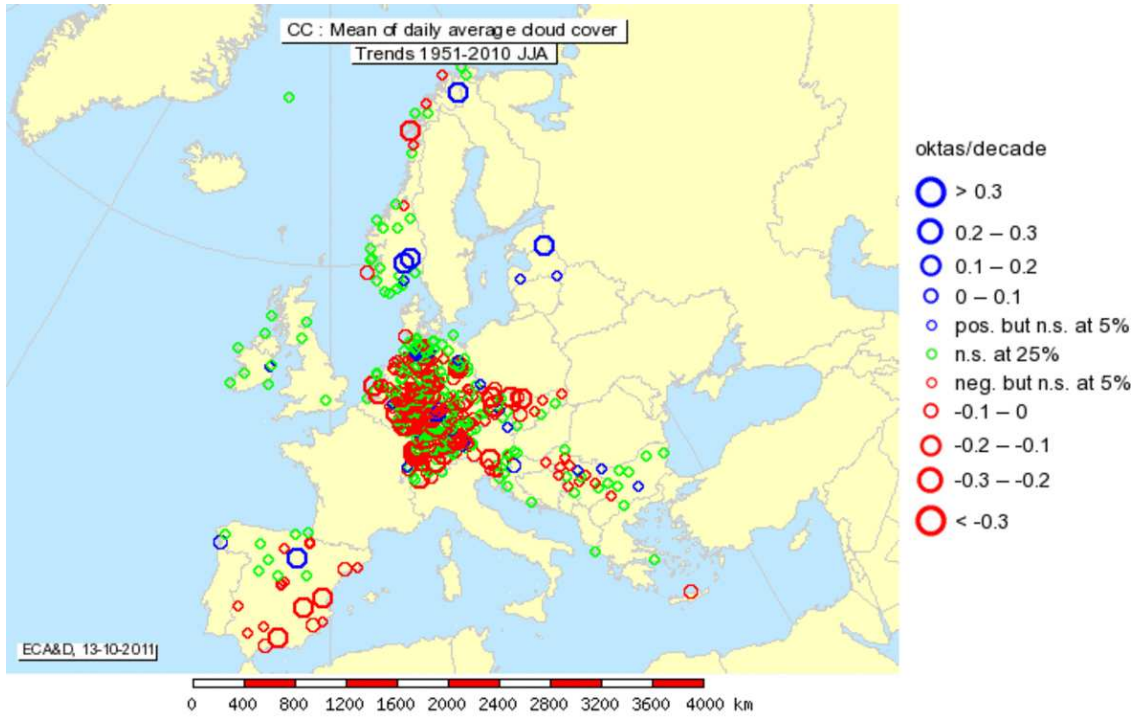 CC : Mean of daily average cloud cover
Trends 1951-2010 JJA
oktas/decade
> 0.3
0.2 – 0.3
0.1 – 0.2
0 – 0.1
pos. but n.s. at 5%
n.s. at 25%
neg. but n.s. at 5%
-0.1 – 0
-0.2 – -0.1
-0.3 – -0.2
< -0.3
ECA&D, 13-10-2011
0 400 800 1200 1600 2000 2400 2800 3200 3600 4000 km